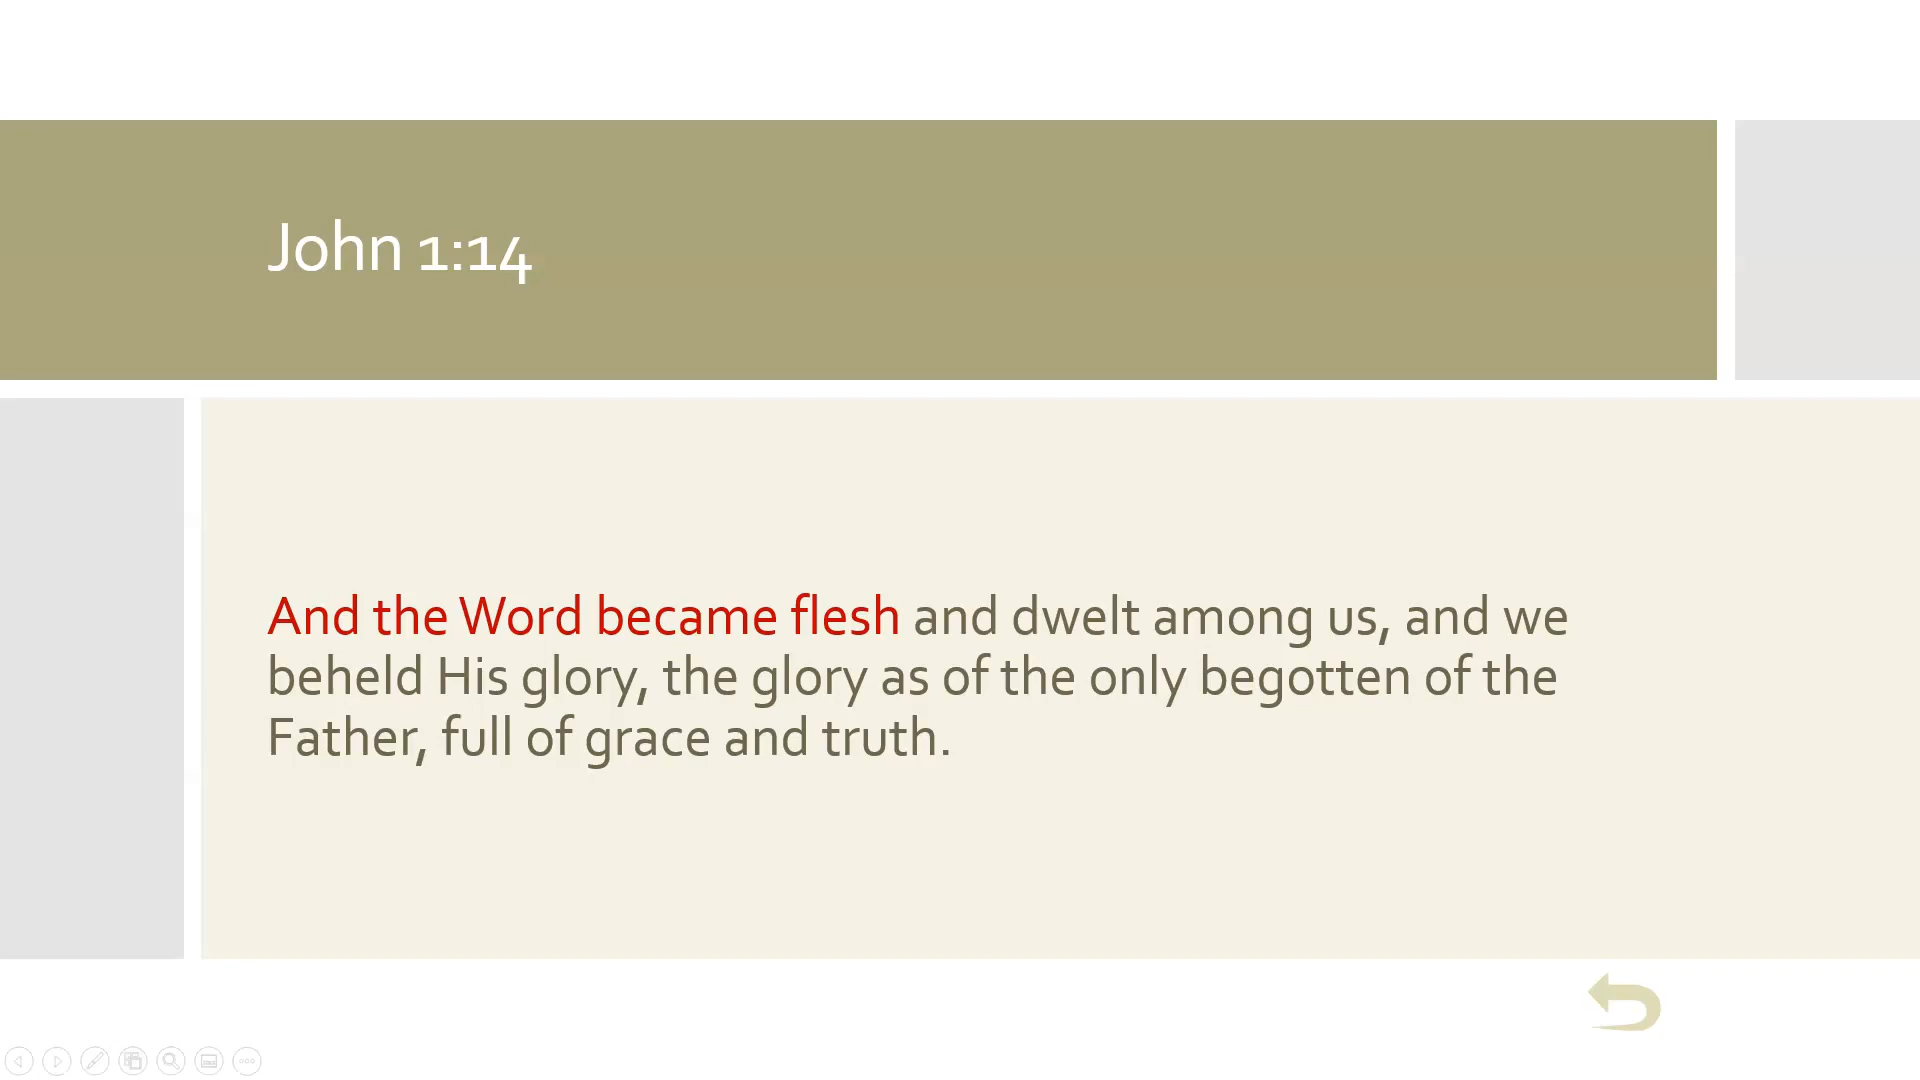 John 1:14
And the Word became flesh and dwelt among us, and we
beheld His glory, the glory as of the only begotten of the
Father, full of grace and truth.